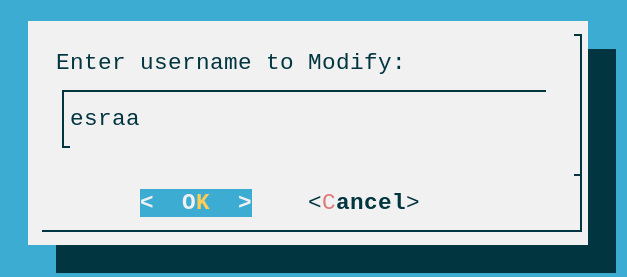 Enter username to Modify:
esraa
<  OK  > <Cancel>